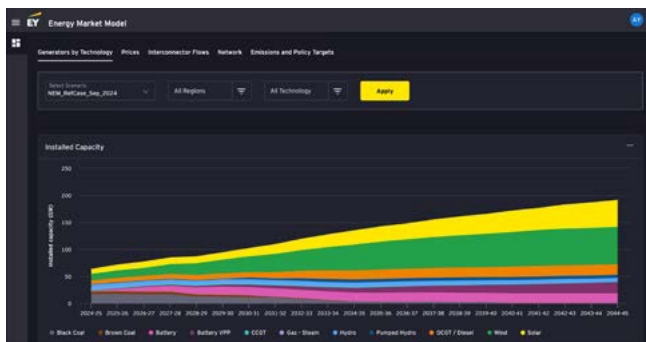 EY Energy Market Model
AY
Generators by Technology Prices Interconnector Flows Network Emissions and Policy Targets
Select Scenario
NEM_RefCase_Sep_2024
All Regions
All Technology
Apply
Installed Capacity
250
200
150
100
50
0
Installed capacity (GW)
2024-25 2025-26 2026-27 2027-28 2028-29 2029-30 2030-31 2031-32 2032-33 2033-34 2034-35 2035-36 2036-37 2037-38 2038-39 2039-40 2040-41 2041-42 2042-43 2043-44 2044-45
Black Coal Brown Coal Battery Battery VPP CCGT Gas - Steam Hydro Pumped Hydro OCGT / Diesel Wind Solar